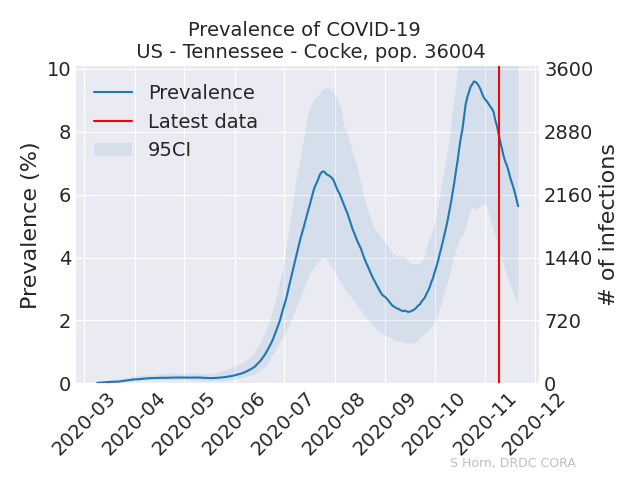 Prevalence of COVID-19
US - Tennessee - Cocke, pop. 36004
Prevalence (%)
10
8
6
4
2
0
Prevalence
Latest data
95CI
3600
2880
2160
1440
720
0
# of infections
2020-03
2020-04
2020-05
2020-06
2020-07
2020-08
2020-09
2020-10
2020-11
2020-12
S Horn, DRDC CORA